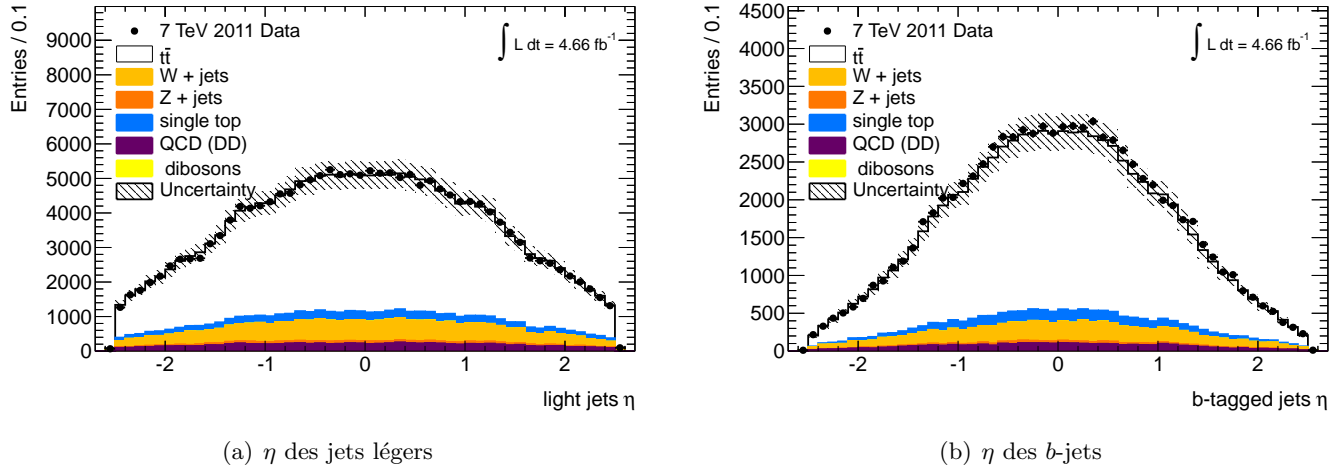 Entries / 0.1
9000
8000
7000
6000
5000
4000
3000
2000
1000
0
7 TeV 2011 Data
tt̄
W + jets
Z + jets
single top
QCD (DD)
dibosons
Uncertainty
∫ L dt = 4.66 fb⁻¹
-2 -1 0 1 2
light jets η
(a) η des jets légers
Entries / 0.1
4500
4000
3500
3000
2500
2000
1500
1000
500
0
7 TeV 2011 Data
tt̄
W + jets
Z + jets
single top
QCD (DD)
dibosons
Uncertainty
∫ L dt = 4.66 fb⁻¹
-2 -1 0 1 2
b-tagged jets η
(b) η des b-jets